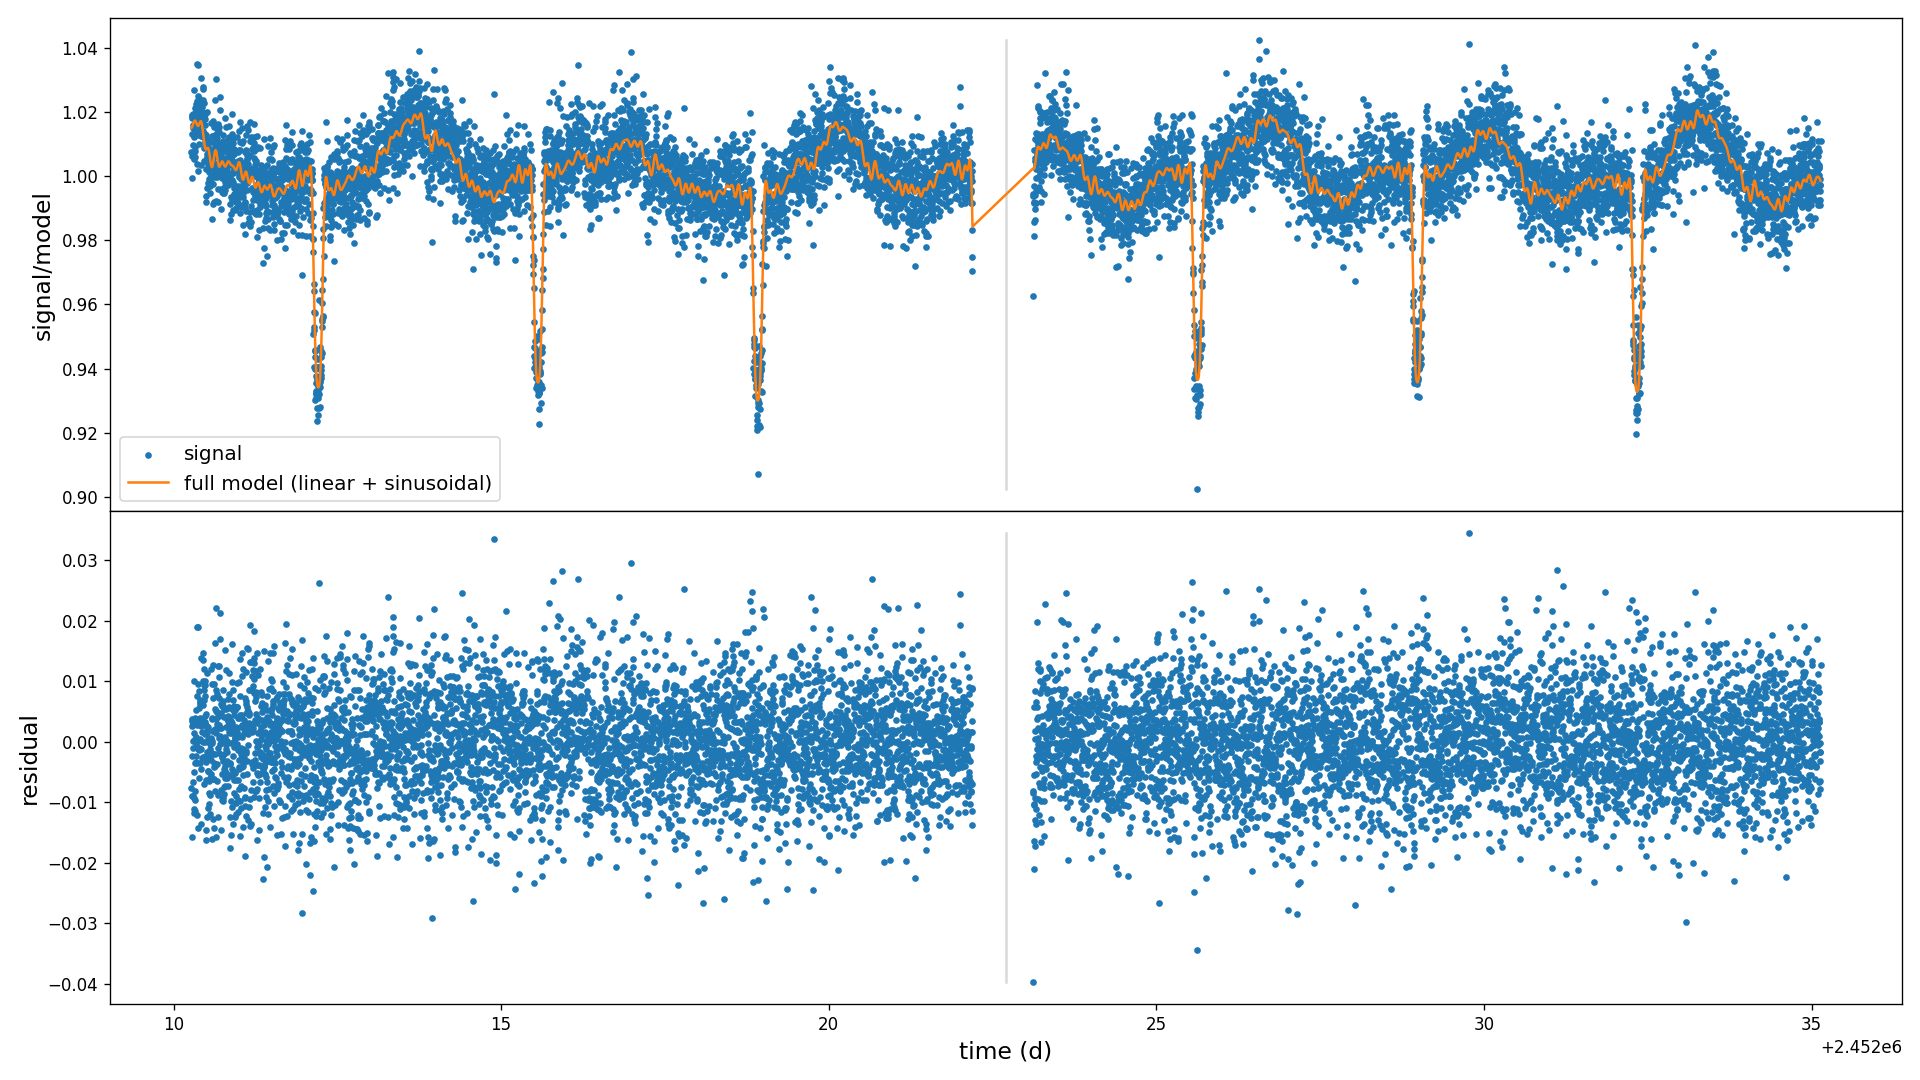 1.04
1.02
1.00
0.98
0.96
0.94
0.92
0.90
signal/model
signal
full model (linear + sinusoidal)
0.03
0.02
0.01
0.00
−0.01
−0.02
−0.03
−0.04
residual
10 15 20 25 30 35
time (d)
+2.452e6